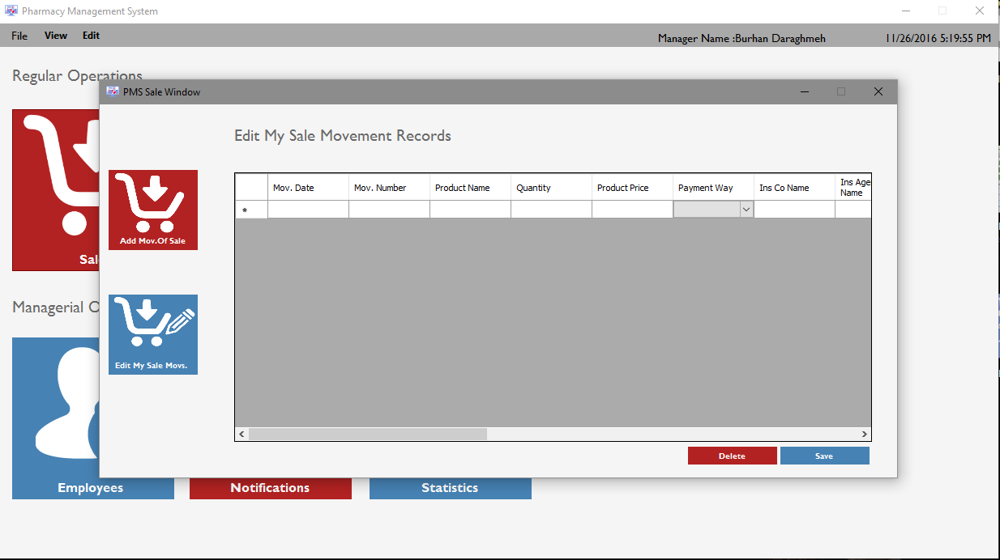 Pharmacy Management System
File View Edit
Manager Name :Burhan Daraghmeh 11/26/2016 5:19:55 PM
Regular Operations
PMS Sale Window
Edit My Sale Movement Records
Mov. Date Mov. Number Product Name Quantity Product Price Payment Way Ins Co Name Ins Age
Name
*
Add Mov.Of Sale
Sal
Managerial O
Edit My Sale Movs.
Delete Save
Employees Notifications Statistics